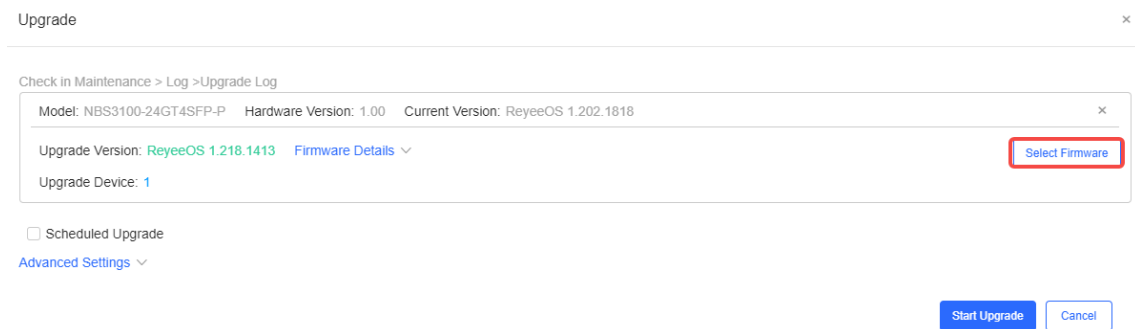 Upgrade
Check in Maintenance > Log >Upgrade Log
Model: NBS3100-24GT4SFP-P Hardware Version: 1.00 Current Version: ReyeeOS 1.202.1818
Upgrade Version: ReyeeOS 1.218.1413 Firmware Details
Select Firmware
Upgrade Device: 1
Scheduled Upgrade
Advanced Settings
Start Upgrade Cancel